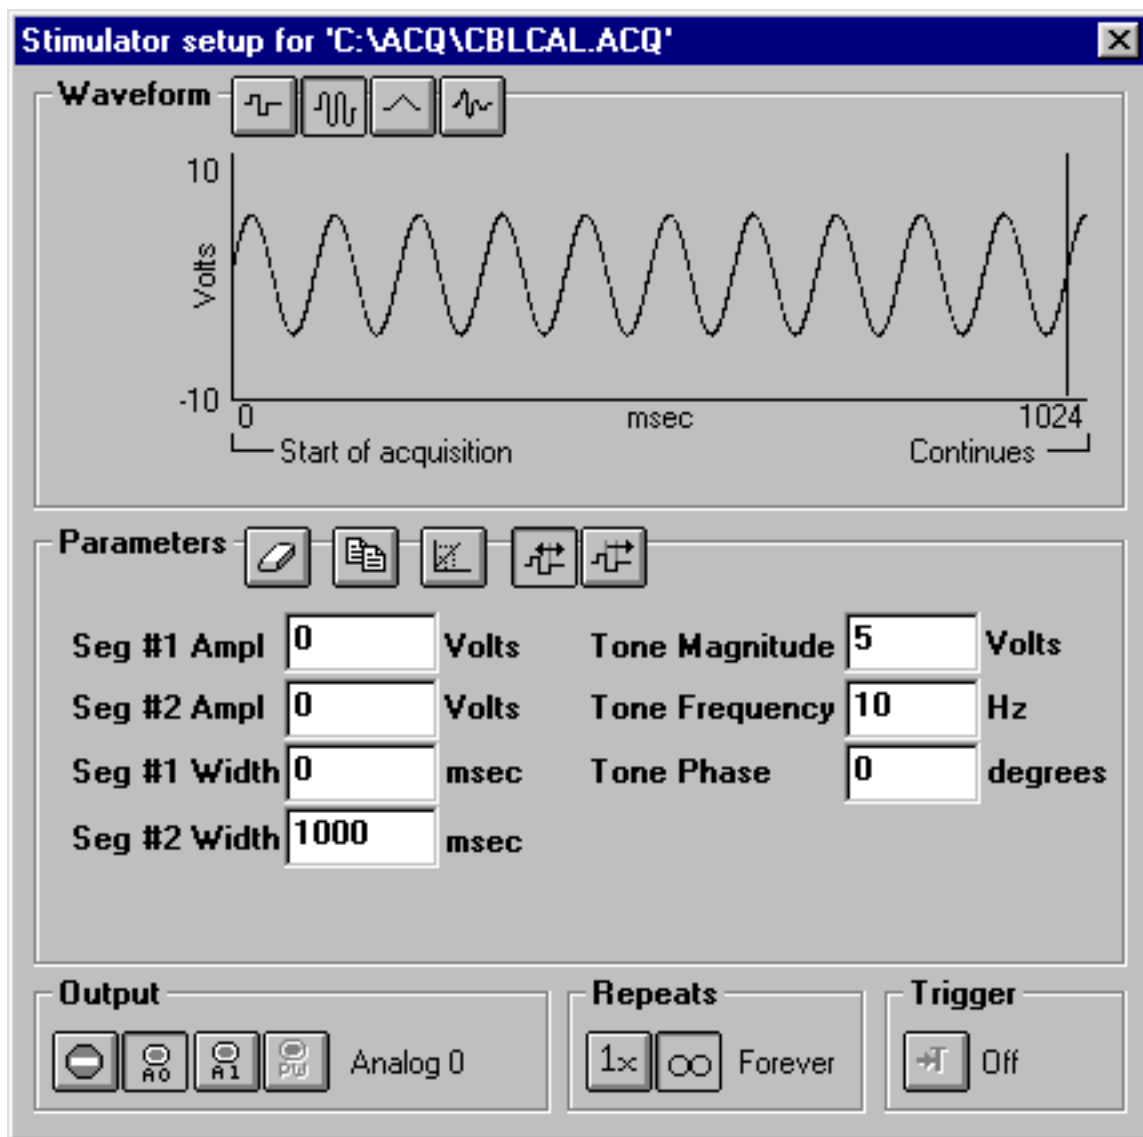 Stimulator setup for 'C:\ACQ\CBLCAL.ACQ'
Waveform
10
Volts
-10
0 msec 1024
Start of acquisition Continues
Parameters
Seg #1 Ampl 0 Volts Tone Magnitude 5 Volts
Seg #2 Ampl 0 Volts Tone Frequency 10 Hz
Seg #1 Width 0 msec Tone Phase 0 degrees
Seg #2 Width 1000 msec
Output Repeats Trigger
A0 A1 PW Analog 0 1x ∞ Forever T Off